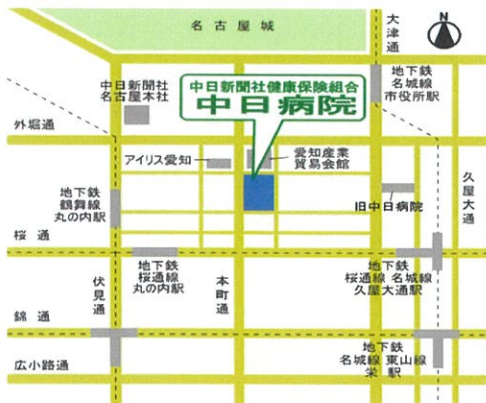 名古屋城
大津通
N
地下鉄
名城線
市役所駅
中日新聞社
名古屋本社
中日新聞社健康保険組合
中日病院
外堀通
アイリス愛知
愛知産業
貿易会館
久屋大通
地下鉄
鶴舞線
丸の内駅
旧中日病院
桜通
地下鉄
桜通線
丸の内駅
地下鉄
桜通線 名城線
久屋大通駅
伏見通
本町通
錦通
地下鉄
名城線 東山線
栄駅
広小路通